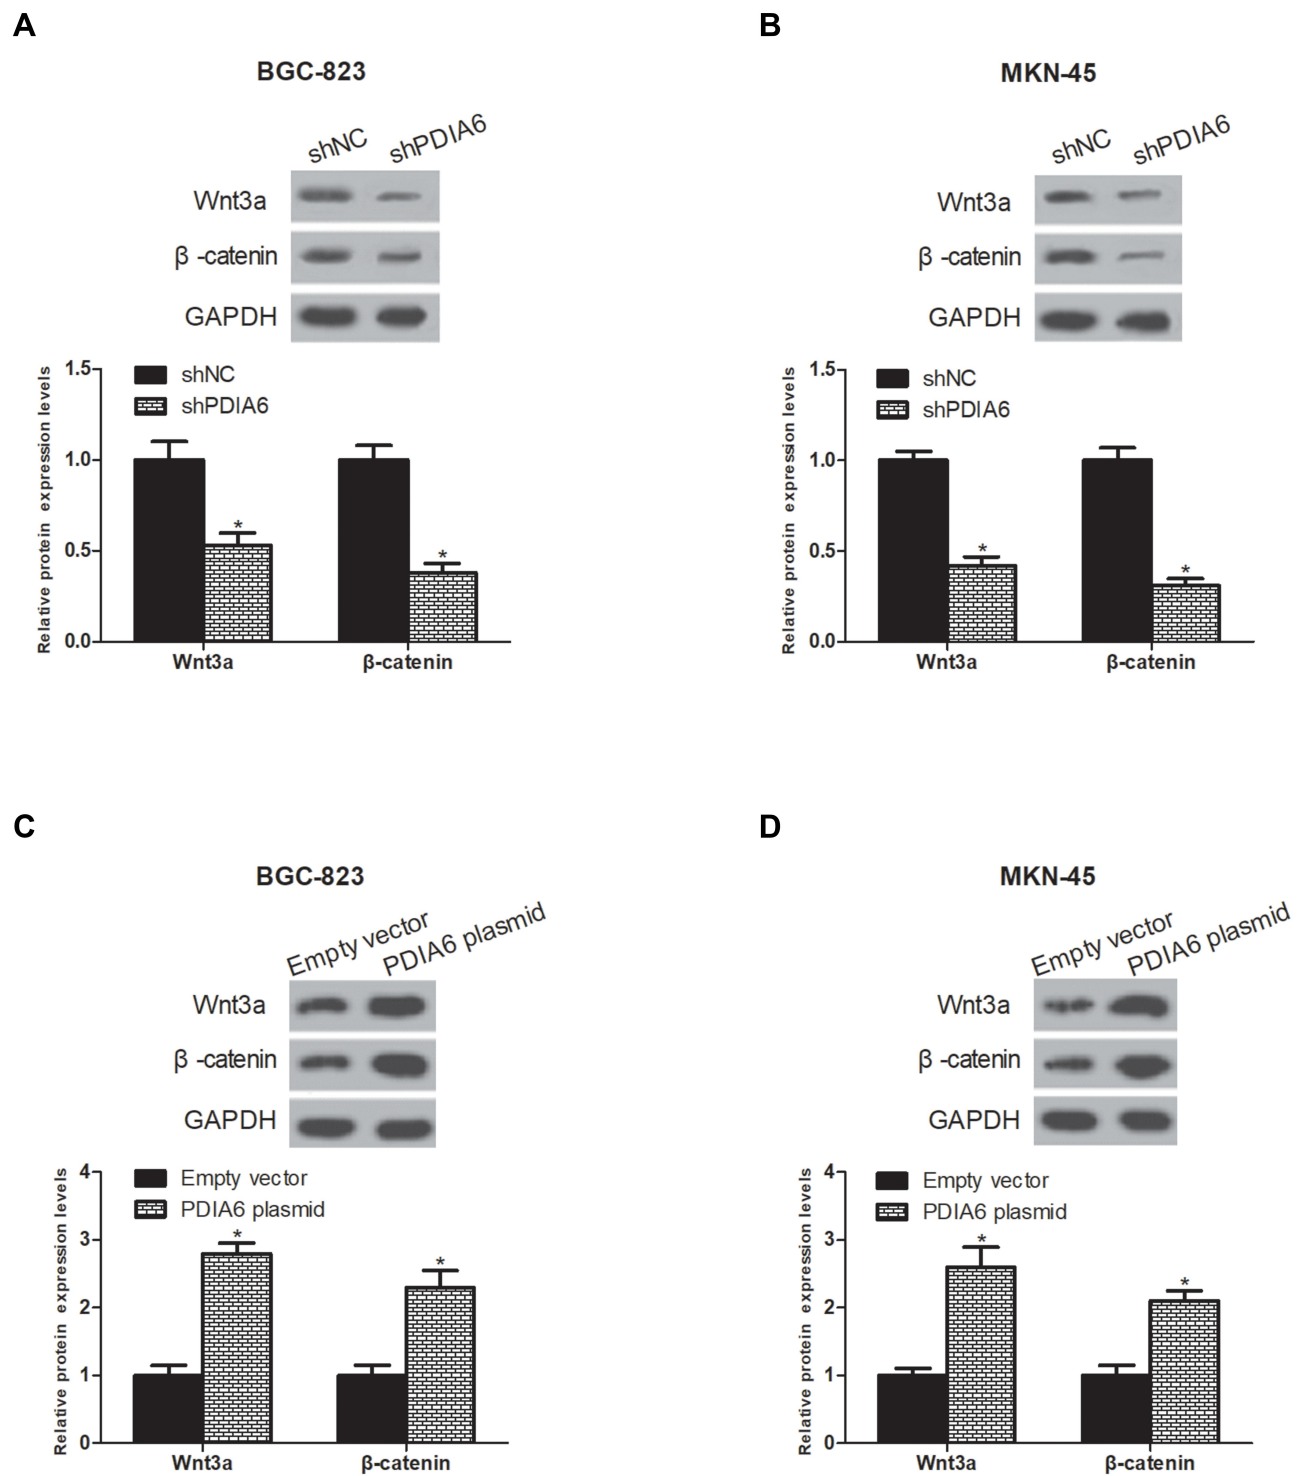 A
BGC-823
shNC shPDIA6
Wnt3a
β -catenin
GAPDH
Relative protein expression levels
1.5
1.0
0.5
0.0
shNC
shPDIA6
*
*
Wnt3a β-catenin
B
MKN-45
shNC shPDIA6
Wnt3a
β -catenin
GAPDH
Relative protein expression levels
1.5
1.0
0.5
0.0
shNC
shPDIA6
*
*
Wnt3a β-catenin
C
BGC-823
Empty vector PDIA6 plasmid
Wnt3a
β -catenin
GAPDH
Relative protein expression levels
4
3
2
1
0
Empty vector
PDIA6 plasmid
*
*
Wnt3a β-catenin
D
MKN-45
Empty vector PDIA6 plasmid
Wnt3a
β -catenin
GAPDH
Relative protein expression levels
4
3
2
1
0
Empty vector
PDIA6 plasmid
*
*
Wnt3a β-catenin